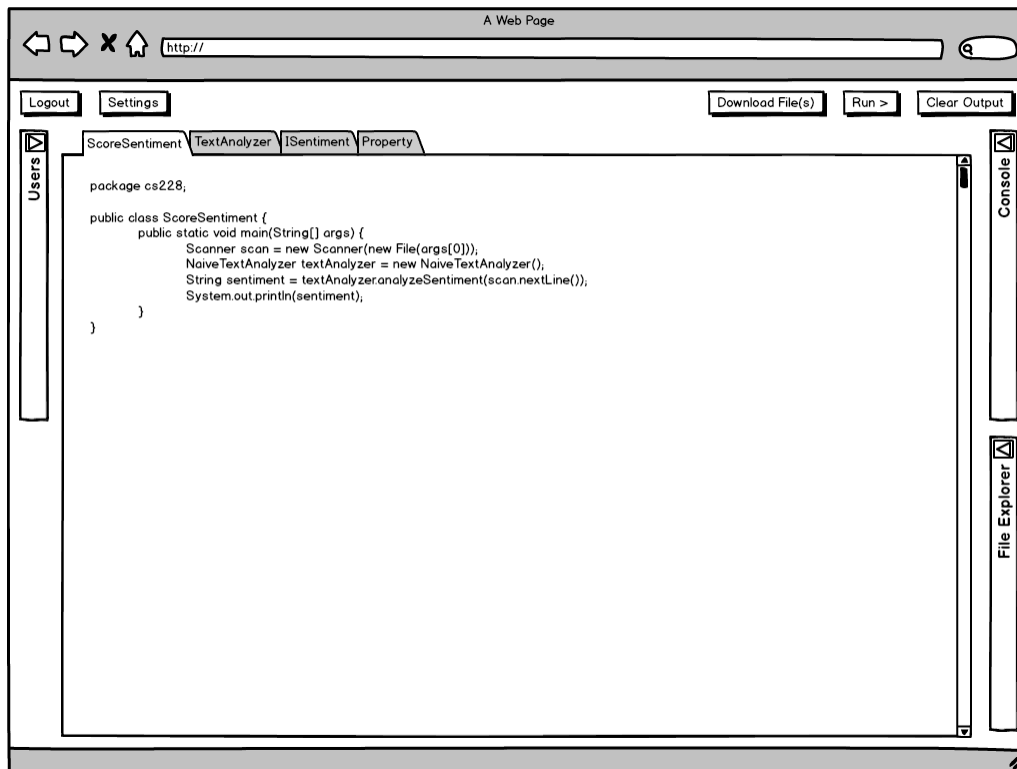 A Web Page
http://
Logout
Settings
Download File(s)
Run >
Clear Output
Users
ScoreSentiment
TextAnalyzer
ISentiment
Property
Console
File Explorer
package cs228;
public class ScoreSentiment {
public static void main(String[] args) {
Scanner scan = new Scanner(new File(args[0]));
NaiveTextAnalyzer textAnalyzer = new NaiveTextAnalyzer();
String sentiment = textAnalyzer.analyzeSentiment(scan.nextLine());
System.out.println(sentiment);
}
}